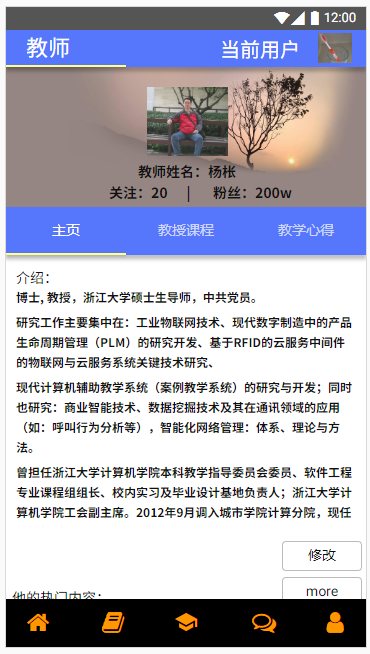 12:00
教师 当前用户
教师姓名：杨枨
关注：20 | 粉丝：200w
主页 教授课程 教学心得
介绍：
博士, 教授，浙江大学硕士生导师，中共党员。
研究工作主要集中在：工业物联网技术、现代数字制造中的产品
生命周期管理（PLM）的研究开发、基于RFID的云服务中间件
的物联网与云服务系统关键技术研究、
现代计算机辅助教学系统（案例教学系统）的研究与开发；同时
也研究：商业智能技术、数据挖掘技术及其在通讯领域的应用
（如：呼叫行为分析等），智能化网络管理：体系、理论与方
法。
曾担任浙江大学计算机学院本科教学指导委员会委员、软件工程
专业课程组组长、校内实习及毕业设计基地负责人；浙江大学计
算机学院工会副主席。2012年9月调入城市学院计算分院，现任
修改
more
他的热门内容：